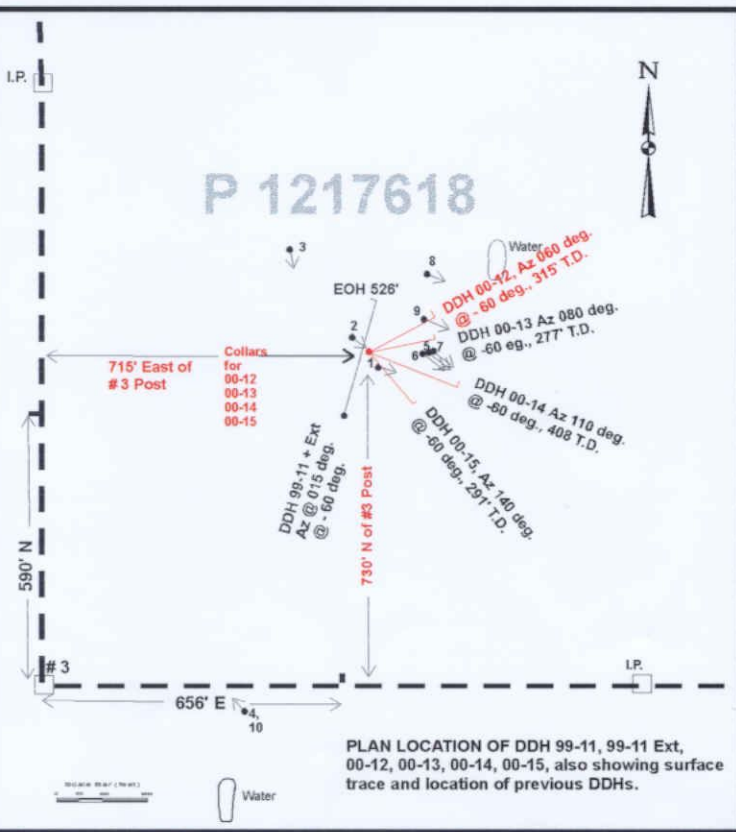 I.P.
N
P 1217618
3
8
Water
EOH 526'
DDH 00-12, Az 060 deg.
@ - 60 deg., 315' T.D.
9
2
DDH 00-13 Az 080 deg.
@ -60 eg., 277' T.D.
6 5 7
1
715' East of
# 3 Post
Collars
for
00-12
00-13
00-14
00-15
DDH 00-14 Az 110 deg.
@ -60 deg., 408 T.D.
DDH 00-15, Az 140 deg.
@ -60 deg., 291' T.D.
DDH 99-11 + Ext
Az @ 015 deg.
@ - 60 deg.
730' N of #3 Post
590' N
# 3
I.P.
656' E
4,
10
PLAN LOCATION OF DDH 99-11, 99-11 Ext,
00-12, 00-13, 00-14, 00-15, also showing surface
trace and location of previous DDHs.
Water